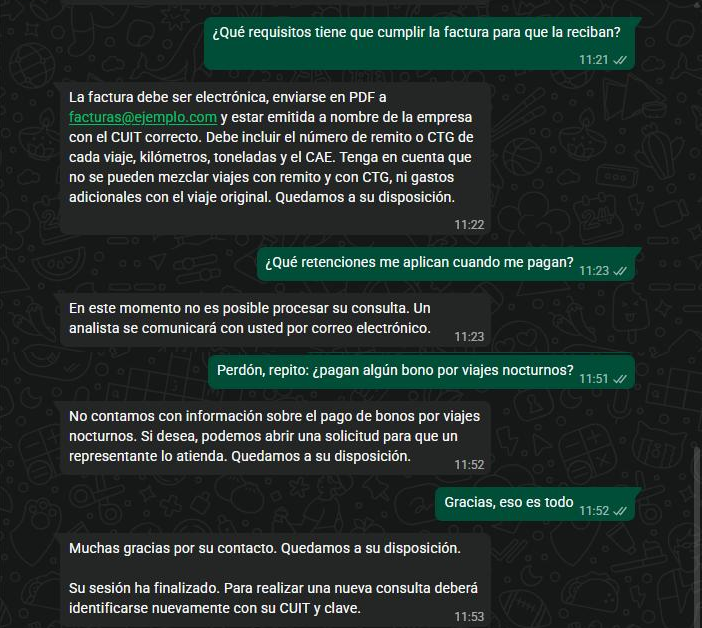 ¿Qué requisitos tiene que cumplir la factura para que la reciban?
11:21
La factura debe ser electrónica, enviarse en PDF a
facturas@ejemplo.com y estar emitida a nombre de la empresa
con el CUIT correcto. Debe incluir el número de remito o CTG de
cada viaje, kilómetros, toneladas y el CAE. Tenga en cuenta que
no se pueden mezclar viajes con remito y con CTG, ni gastos
adicionales con el viaje original. Quedamos a su disposición.
11:22
¿Qué retenciones me aplican cuando me pagan? 11:23
En este momento no es posible procesar su consulta. Un
analista se comunicará con usted por correo electrónico. 11:23
Perdón, repito: ¿pagan algún bono por viajes nocturnos? 11:51
No contamos con información sobre el pago de bonos por viajes
nocturnos. Si desea, podemos abrir una solicitud para que un
representante lo atienda. Quedamos a su disposición. 11:52
Gracias, eso es todo 11:52
Muchas gracias por su contacto. Quedamos a su disposición.
Su sesión ha finalizado. Para realizar una nueva consulta deberá
identificarse nuevamente con su CUIT y clave. 11:53